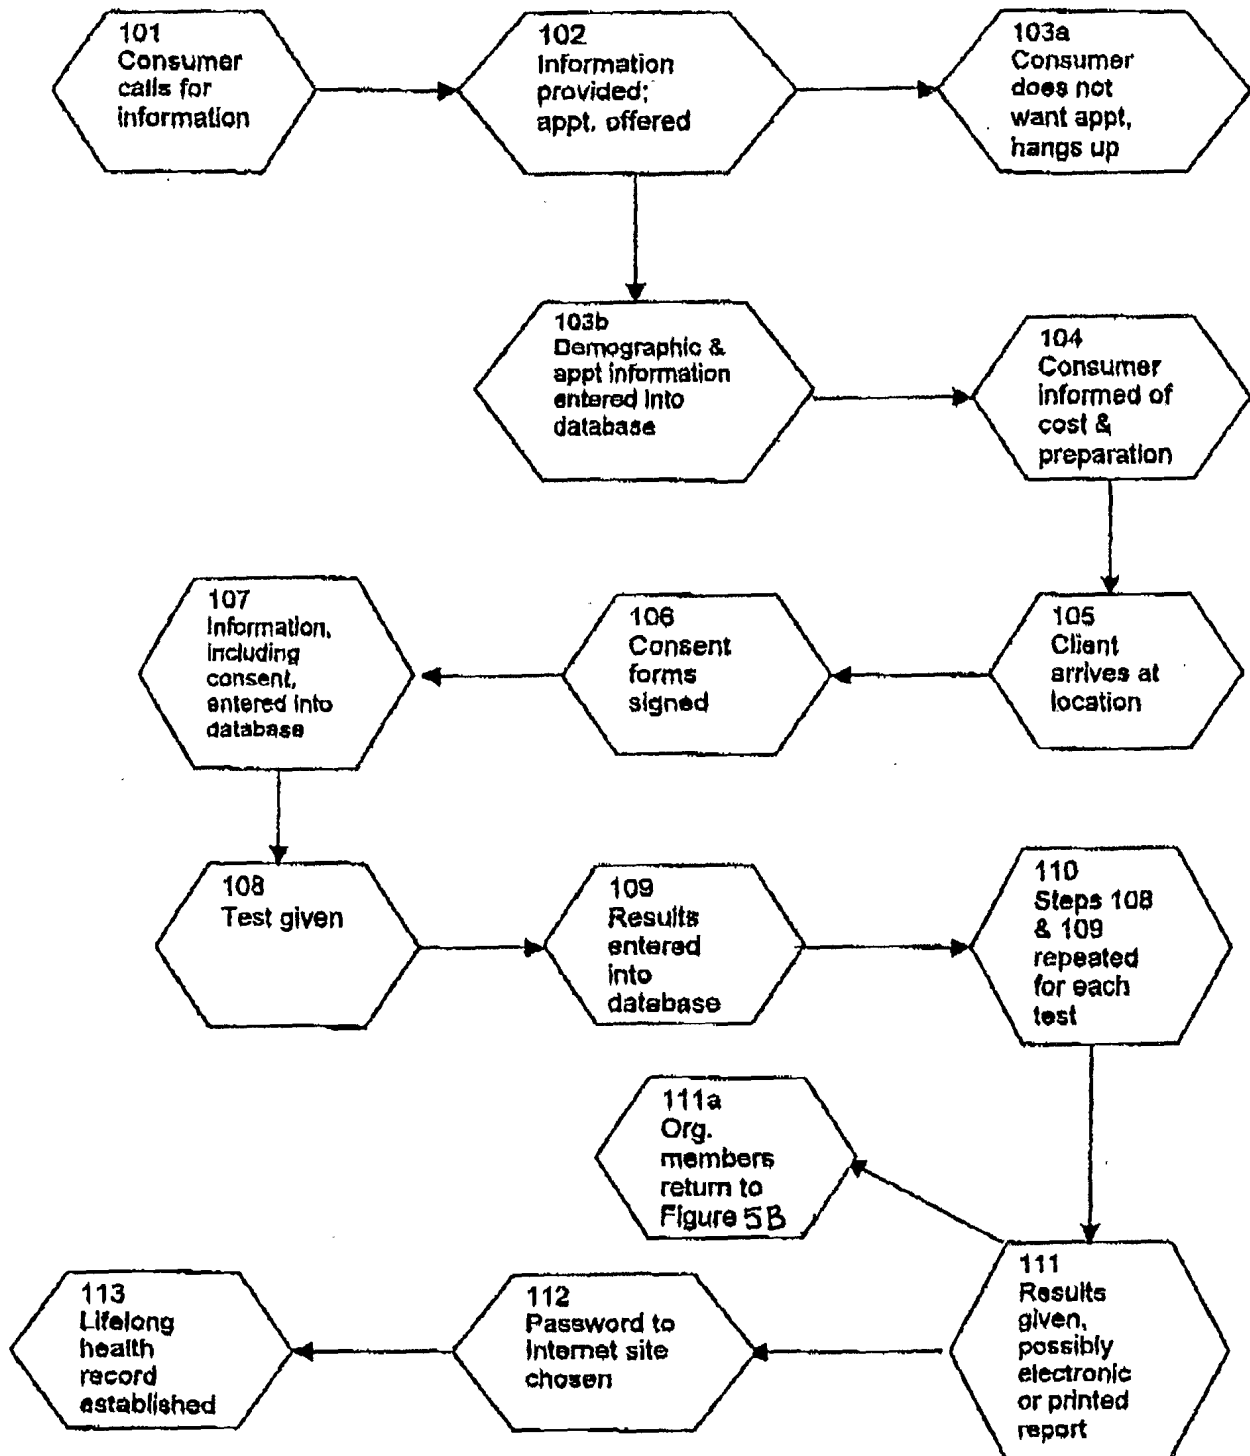 101
Consumer
calls for
information
102
Information
provided;
appt. offered
103a
Consumer
does not
want appt,
hangs up
103b
Demographic &
appt information
entered into
database
104
Consumer
informed of
cost &
preparation
105
Client
arrives at
location
106
Consent
forms
signed
107
Information,
including
consent,
entered into
database
108
Test given
109
Results
entered
into
database
110
Steps 108
& 109
repeated
for each
test
111a
Org.
members
return to
Figure 5B
111
Results
given,
possibly
electronic
or printed
report
112
Password to
Internet site
chosen
113
Lifelong
health
record
established